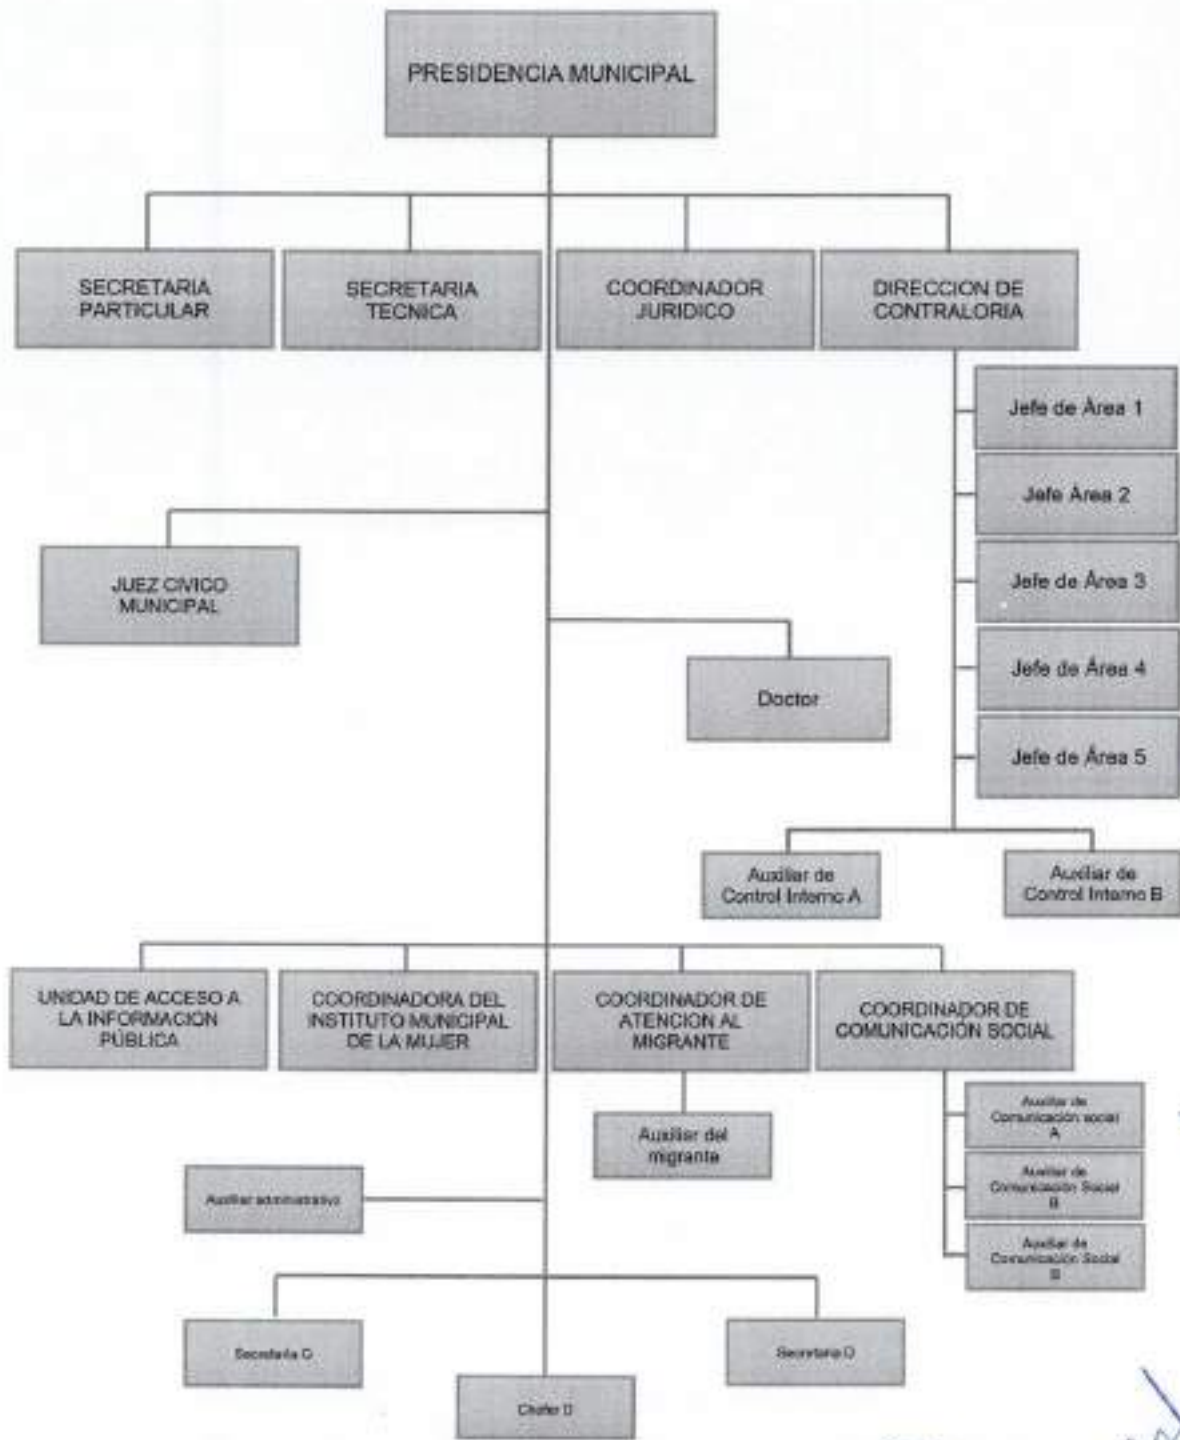 PRESIDENCIA MUNICIPAL
SECRETARIA
PARTICULAR
SECRETARIA
TECNICA
COORDINADOR
JURIDICO
DIRECCION DE
CONTRALORIA
Jefe de Área 1
Jefe Area 2
Jefe de Área 3
Jefe de Área 4
Jefe de Área 5
JUEZ CIVICO
MUNICIPAL
Doctor
Auxiliar de
Control Interno A
Auxiliar de
Control Interno B
UNIDAD DE ACCESO A
LA INFORMACION
PÚBLICA
COORDINADORA DEL
INSTITUTO MUNICIPAL
DE LA MUJER
COORDINADOR DE
ATENCION AL
MIGRANTE
COORDINADOR DE
COMUNICACIÓN SOCIAL
Auxiliar del
migrante
Auxiliar de
Comunicación social
A
Auxiliar de
Comunicación Social
B
Auxiliar de
Comunicación Social
B
Auxiliar administrativo
Secretaria
Secretaria
Chofer D